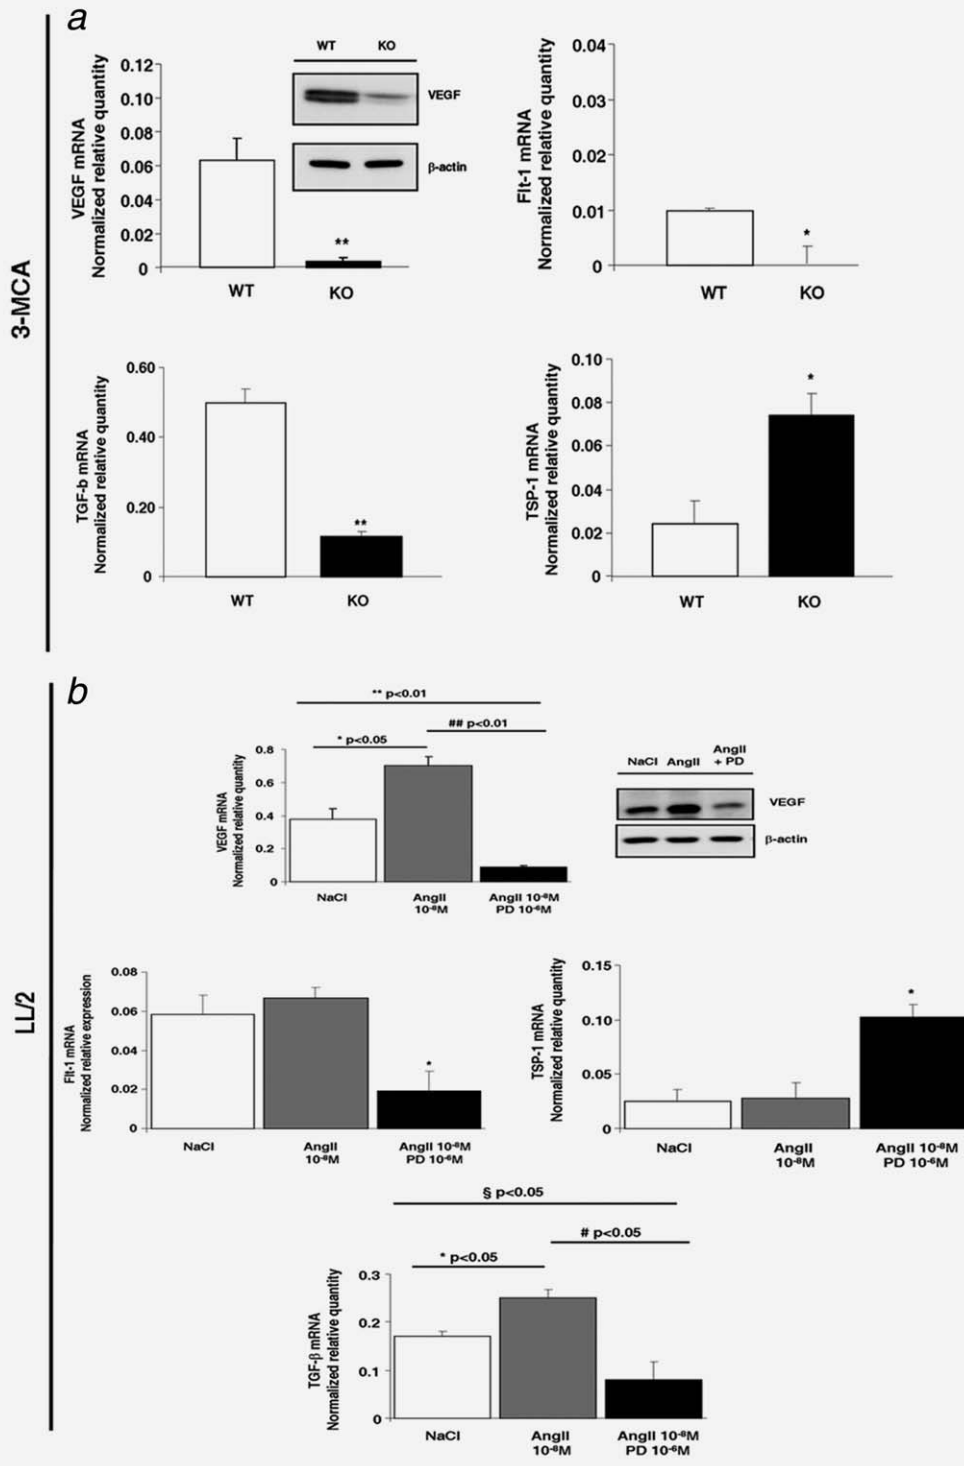 a
3-MCA
VEGF mRNA
Normalized relative quantity
0.12
0.10
0.08
0.06
0.04
0.02
0
WT KO
VEGF
β-actin
**
WT KO
Flt-1 mRNA
Normalized relative quantity
0.04
0.03
0.02
0.01
0
*
WT KO
TGF-b mRNA
Normalized relative quantity
0.60
0.40
0.20
0
**
WT KO
TSP-1 mRNA
Normalized relative quantity
0.10
0.08
0.06
0.04
0.02
0
*
WT KO
b
LL/2
** p<0.01
## p<0.01
* p<0.05
VEGF mRNA
Normalized relative quantity
0.8
0.6
0.4
0.2
0
NaCl AngII AngII 10⁻⁸M
10⁻⁸M PD 10⁻⁶M
AngII
NaCl AngII + PD
VEGF
β-actin
Flt-1 mRNA
Normalized relative expression
0.08
0.06
0.04
0.02
0
*
NaCl AngII AngII 10⁻⁸M
10⁻⁸M PD 10⁻⁶M
TSP-1 mRNA
Normalized relative quantity
0.15
0.10
0.05
0
*
NaCl AngII AngII 10⁻⁸M
10⁻⁸M PD 10⁻⁶M
§ p<0.05
# p<0.05
* p<0.05
TGF-β mRNA
Normalized relative quantity
0.3
0.2
0.1
0
NaCl AngII AngII 10⁻⁸M
10⁻⁸M PD 10⁻⁶M